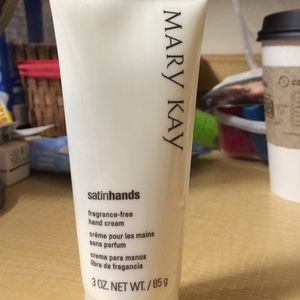 MARY KAY
satinhands
fragrance-free
hand cream
crème pour les mains
sans parfum
crema para manos
libre de fragancia
3 OZ. NET WT. / 85 g